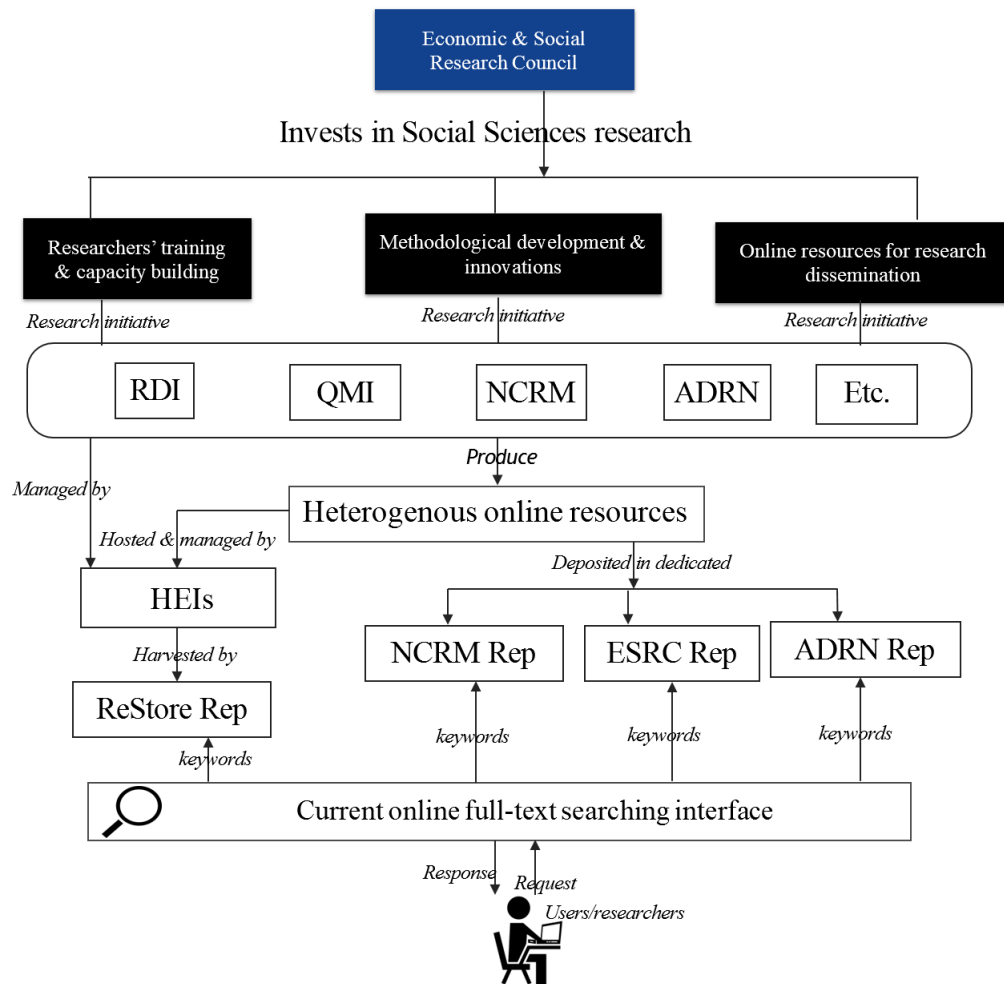 Economic & Social
Research Council
Invests in Social Sciences research
Researchers' training
& capacity building
Methodological development &
innovations
Online resources for research
dissemination
Research initiative
Research initiative
Research initiative
RDI
QMI
NCRM
ADRN
Etc.
Produce
Managed by
Heterogenous online resources
Hosted & managed by
Deposited in dedicated
HEIs
NCRM Rep
ESRC Rep
ADRN Rep
Harvested by
ReStore Rep
keywords
keywords
keywords
keywords
Current online full-text searching interface
Response
Request
Users/researchers